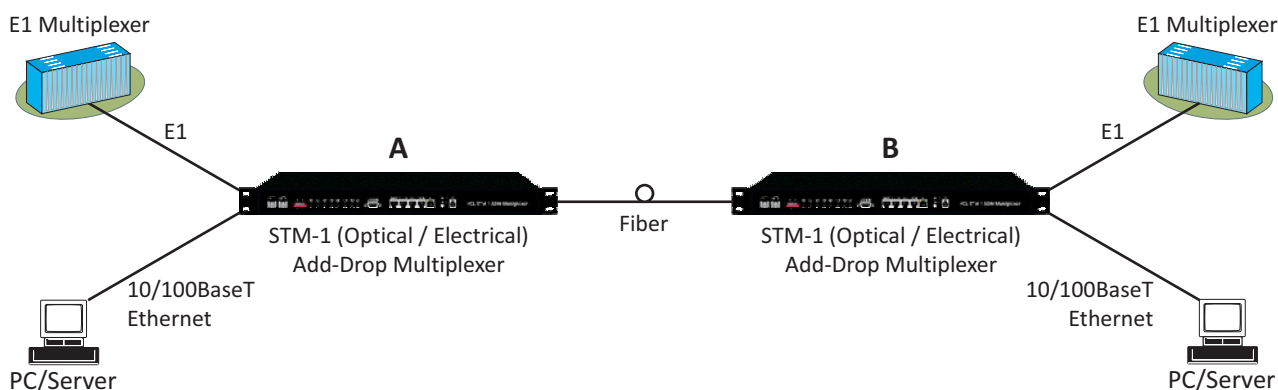 E1 Multiplexer
E1 Multiplexer
E1
E1
A
B
Fiber
STM-1 (Optical / Electrical)
Add-Drop Multiplexer
STM-1 (Optical / Electrical)
Add-Drop Multiplexer
10/100BaseT
Ethernet
10/100BaseT
Ethernet
PC/Server
PC/Server